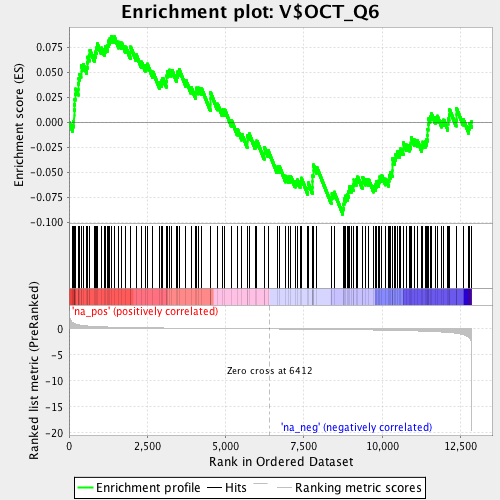 Enrichment plot: V$OCT_Q6
Enrichment score (ES)
0.075
0.050
0.025
0.000
-0.025
-0.050
-0.075
-0.100
Ranked list metric (PreRanked)
'na_pos' (positively correlated)
0
-5
-10
-15
-20
Zero cross at 6412
'na_neg' (negatively correlated)
0 2,500 5,000 7,500 10,000 12,500
Rank in Ordered Dataset
Enrichment profile Hits Ranking metric scores